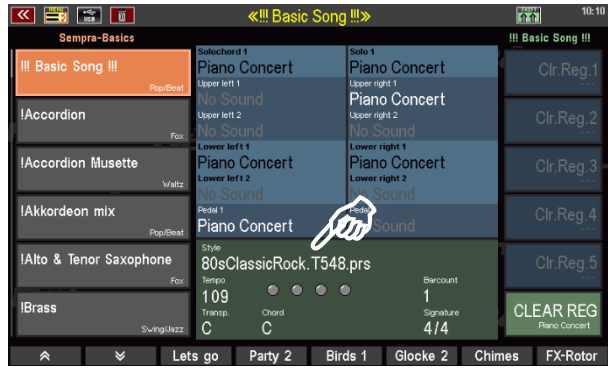 MENU
USB
«!!! Basic Song !!!»
SHIFT
10:10
Sempra-Basics
!!! Basic Song !!!
!!! Basic Song !!!
Pop/Beat
!Accordion
Fox
!Accordion Musette
Waltz
!Akkordeon mix
Pop/Beat
!Alto & Tenor Saxophone
Fox
!Brass
Swing/Jazz
Solochord 1
Piano Concert
Solo 1
Piano Concert
Upper left 1
No Sound
Upper right 1
Piano Concert
Upper left 2
No Sound
Upper right 2
No Sound
Lower left 1
Piano Concert
Lower right 1
Piano Concert
Lower left 2
No Sound
Lower right 2
No Sound
Pedal 1
Piano Concert
Pedal
Sound
Style
80sClassicRock.T548.prs
Tempo
109
Barcount
1
Transp.
C
Chord
C
Signature
4/4
Clr.Reg.1
---
Clr.Reg.2
---
Clr.Reg.3
---
Clr.Reg.4
---
Clr.Reg.5
---
CLEAR REG
Piano Concert
Lets go
Party 2
Birds 1
Glocke 2
Chimes
FX-Rotor